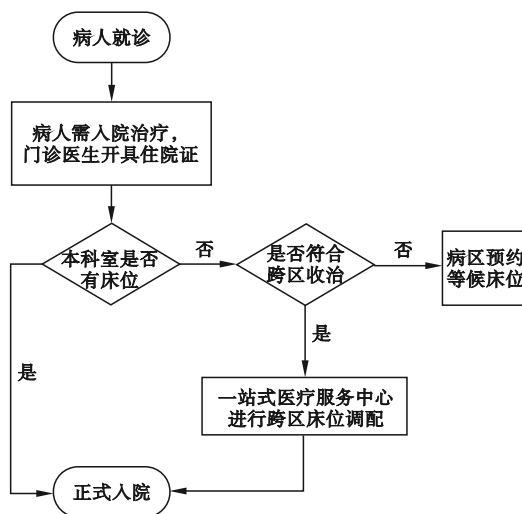 病人就诊
病人需入院治疗，
门诊医生开具住院证
本科室是否
有床位
否
是否符合
跨区收治
否
病区预约
等候床位
是
是
一站式医疗服务中心
进行跨区床位调配
正式入院